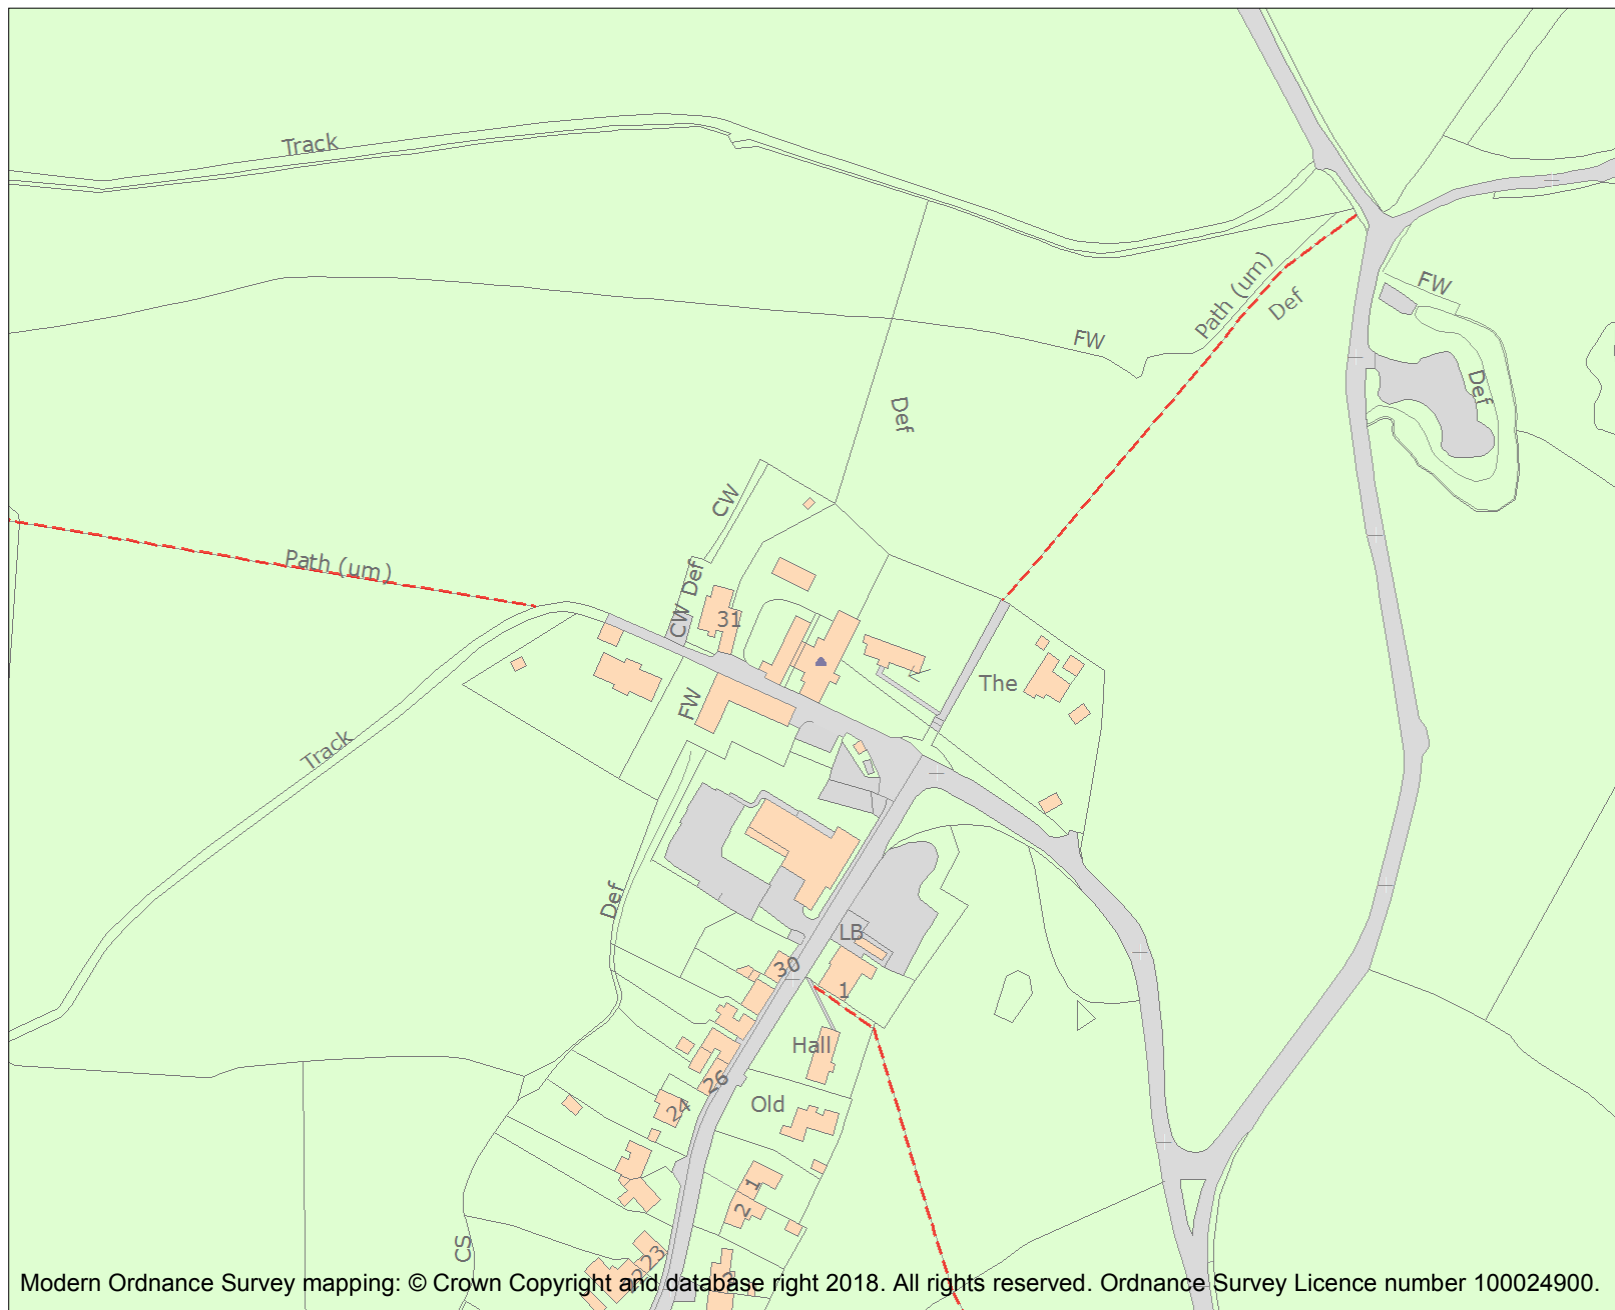 Track
FW
Path (um)
Def
FW
Def
Def
CW
Path (um)
Def
CW
31
The
FW
Track
Def
LB
30
1
Hall
26
Old
24
1
2
CS
23
Modern Ordnance Survey mapping: © Crown Copyright and database right 2018. All rights reserved. Ordnance Survey Licence number 100024900.